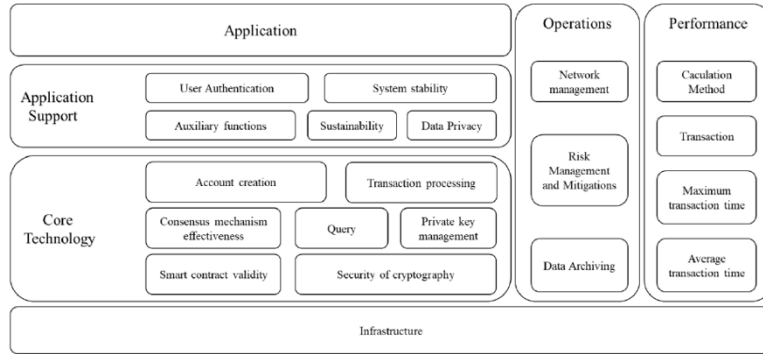 Application
Application
Support
User Authentication
System stability
Auxiliary functions
Sustainability
Data Privacy
Core
Technology
Account creation
Transaction processing
Consensus mechanism
effectiveness
Query
Private key
management
Smart contract validity
Security of cryptography
Operations
Network
management
Risk
Management
and Mitigations
Data Archiving
Performance
Caculation
Method
Transaction
Maximum
transaction time
Average
transaction time
Infrastructure